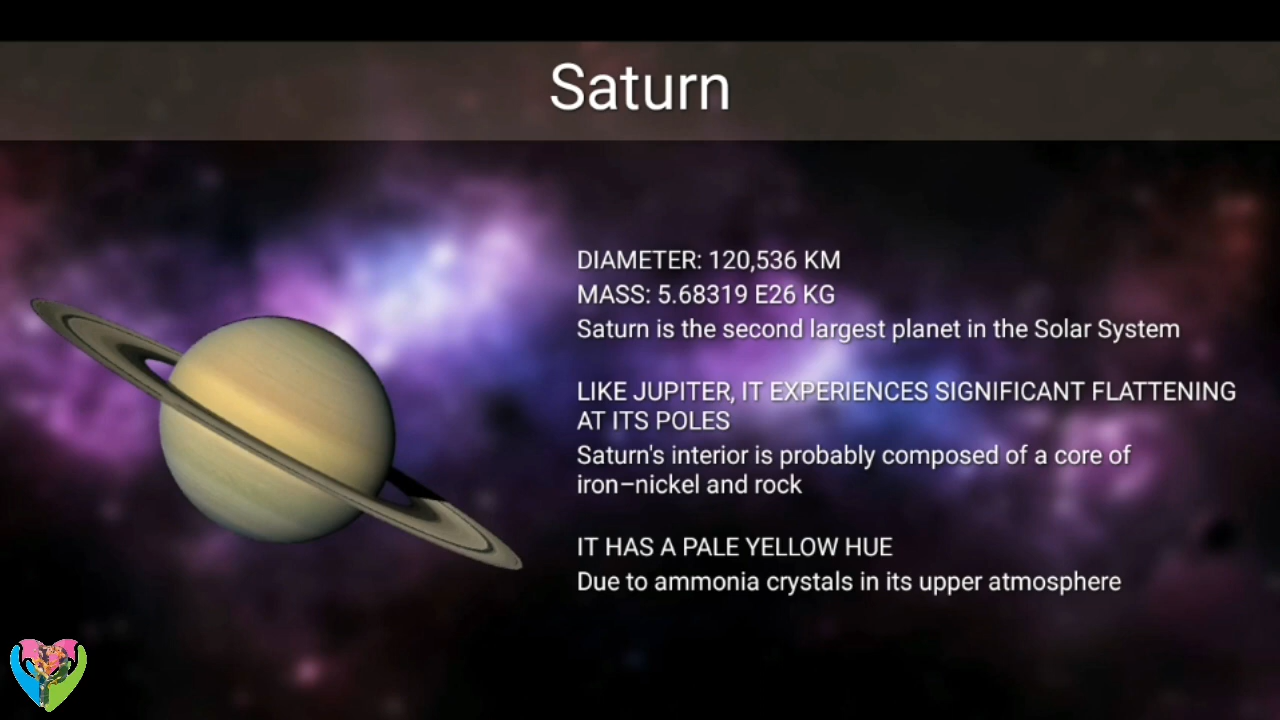 Saturn
DIAMETER: 120,536 KM
MASS: 5.68319 E26 KG
Saturn is the second largest planet in the Solar System
LIKE JUPITER, IT EXPERIENCES SIGNIFICANT FLATTENING
AT ITS POLES
Saturn's interior is probably composed of a core of
iron–nickel and rock
IT HAS A PALE YELLOW HUE
Due to ammonia crystals in its upper atmosphere